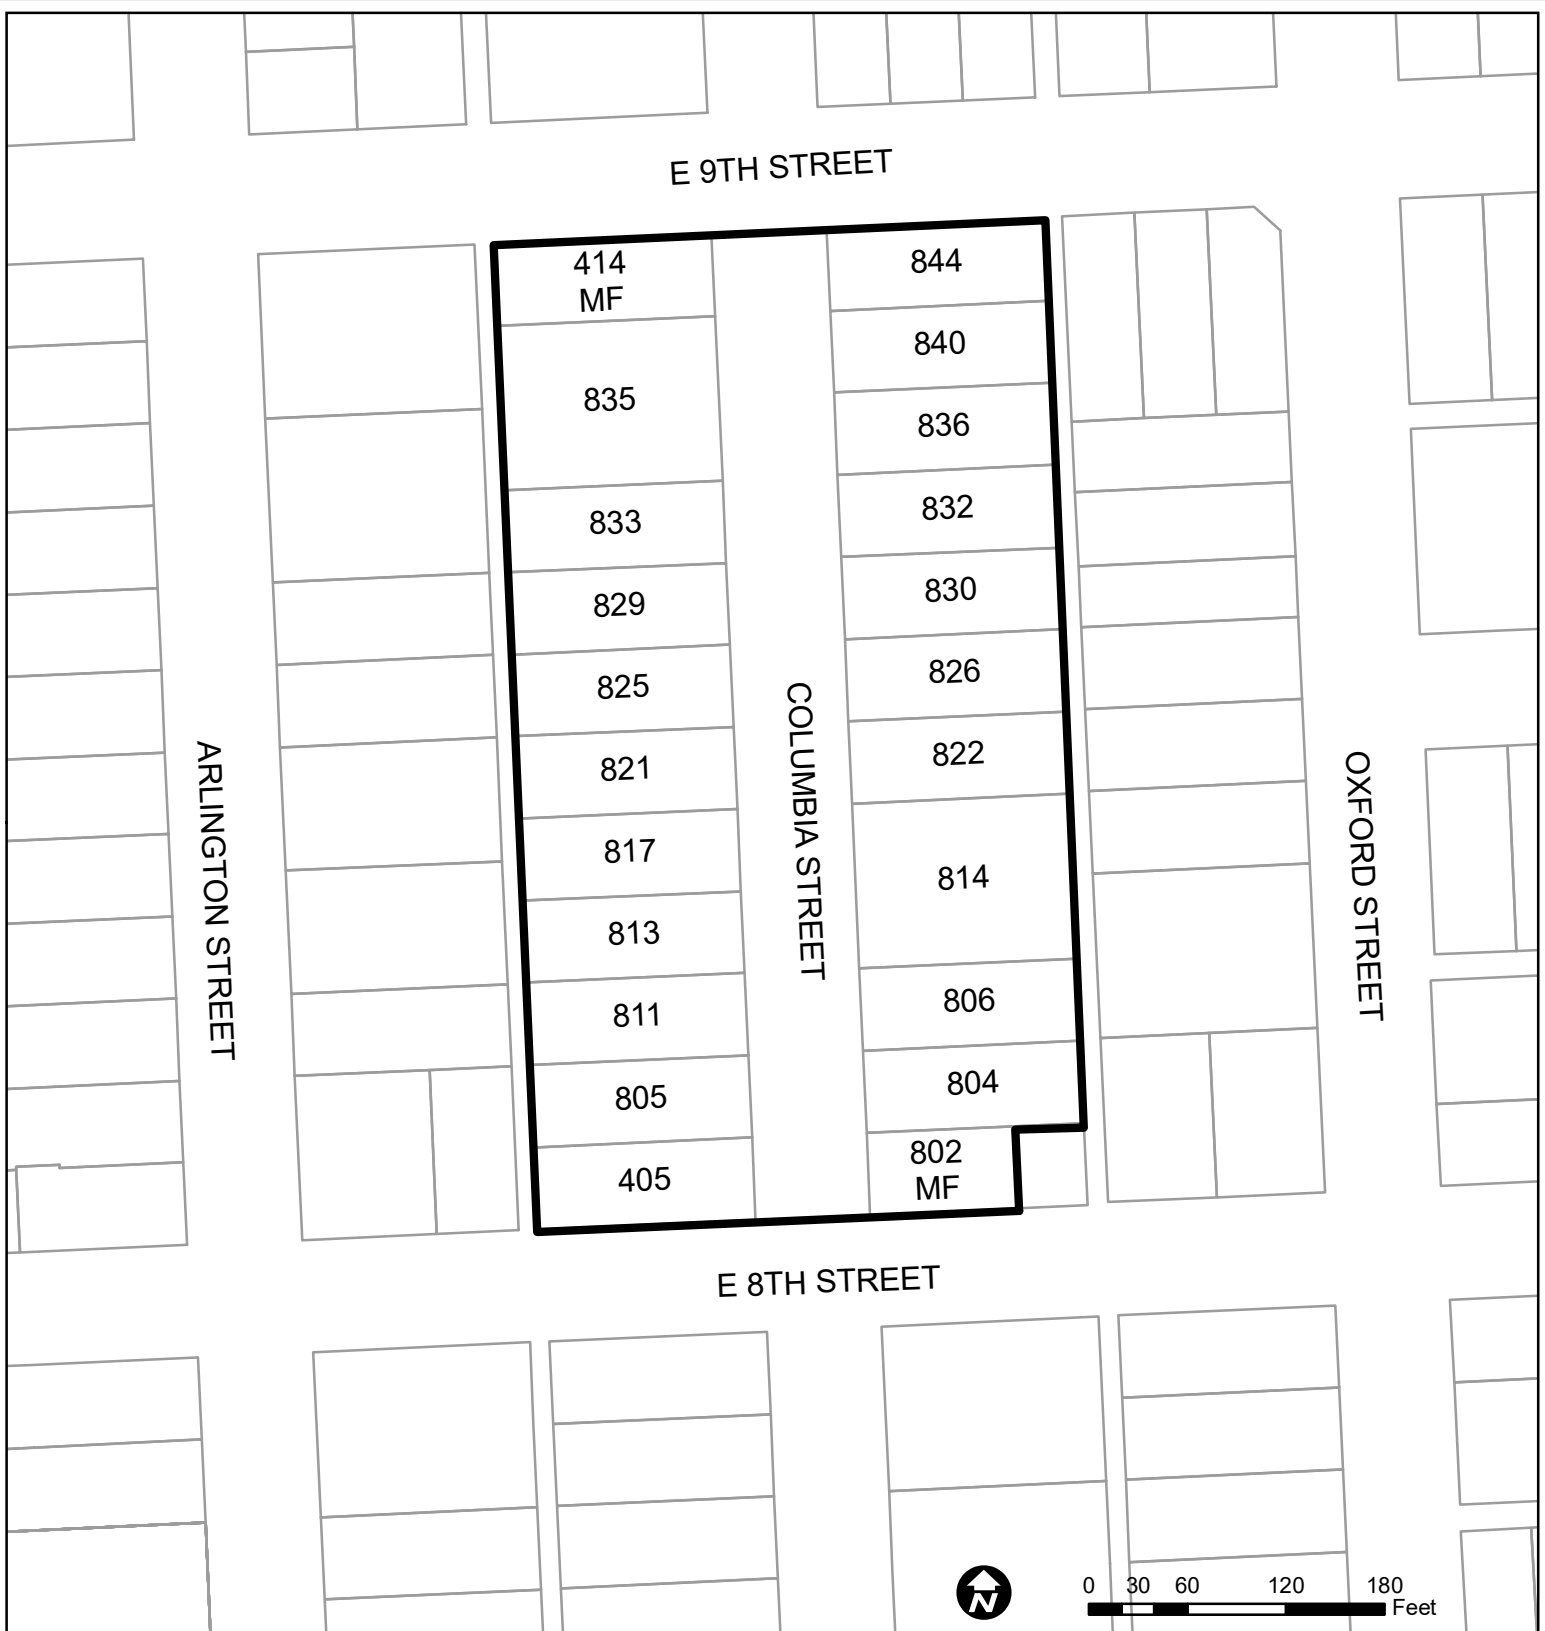 E 9TH STREET
414
MF
844
840
835
836
833
832
829
830
825
826
821
822
817
814
813
811
806
805
804
405
802
MF
ARLINGTON STREET
COLUMBIA STREET
OXFORD STREET
E 8TH STREET
N
0 30 60 120 180
Feet